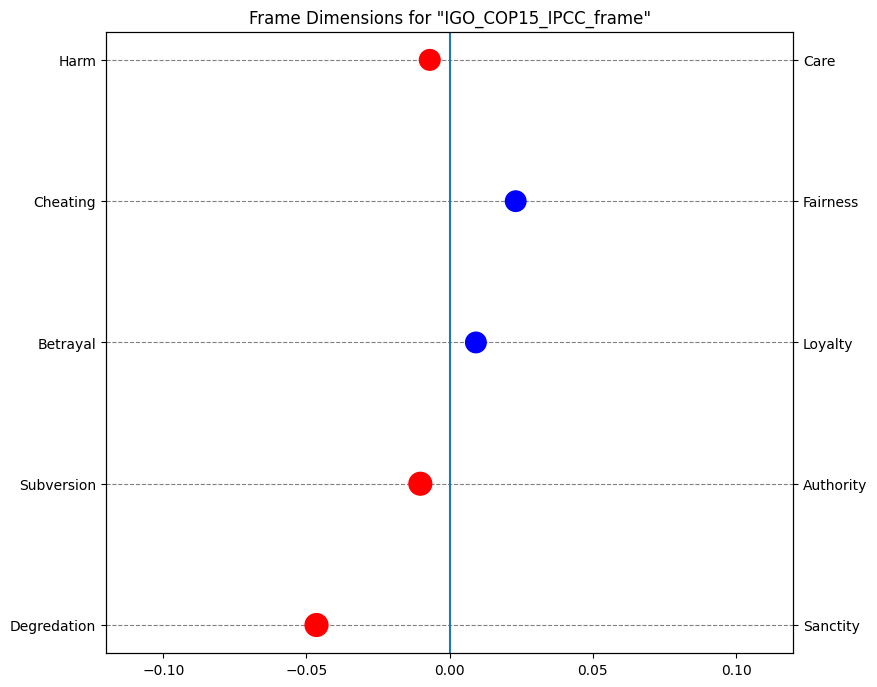 Frame Dimensions for "IGO_COP15_IPCC_frame"
Harm Care
Cheating Fairness
Betrayal Loyalty
Subversion Authority
Degredation Sanctity
−0.10 −0.05 0.00 0.05 0.10